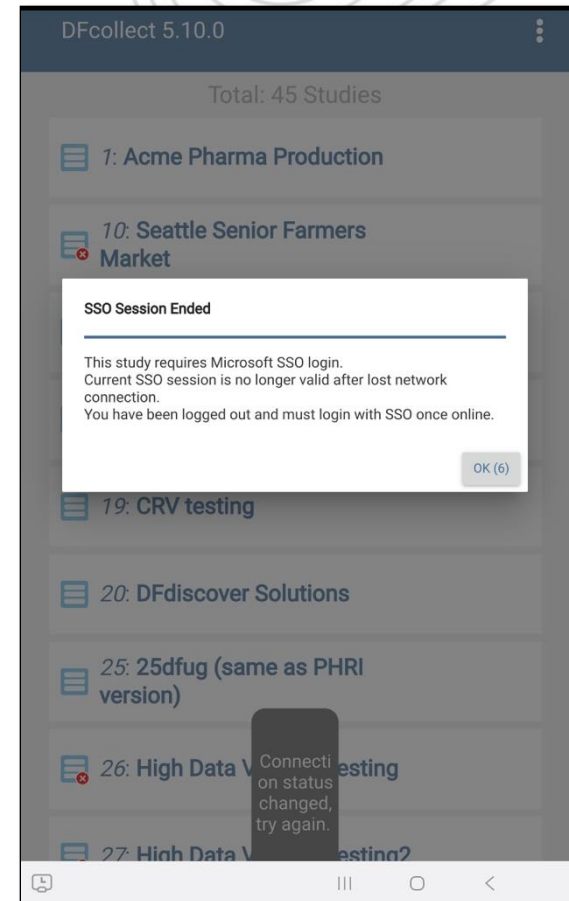 DFcollect 5.10.0
Total: 45 Studies
1: Acme Pharma Production
10: Seattle Senior Farmers
Market
SSO Session Ended
This study requires Microsoft SSO login.
Current SSO session is no longer valid after lost network
connection.
You have been logged out and must login with SSO once online.
OK (6)
19: CRV testing
20: DFdiscover Solutions
25: 25dfug (same as PHRI
version)
26: High Data V esting
Connecti
on status
changed,
try again.
27: High Data V esting2